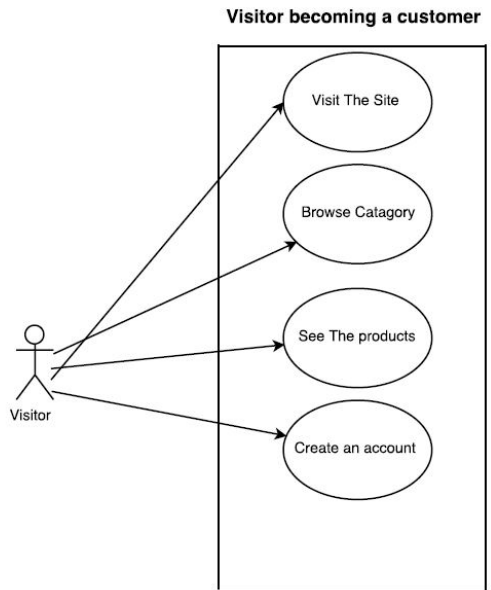 Visitor becoming a customer
Visit The Site
Browse Catagory
See The products
Create an account
Visitor